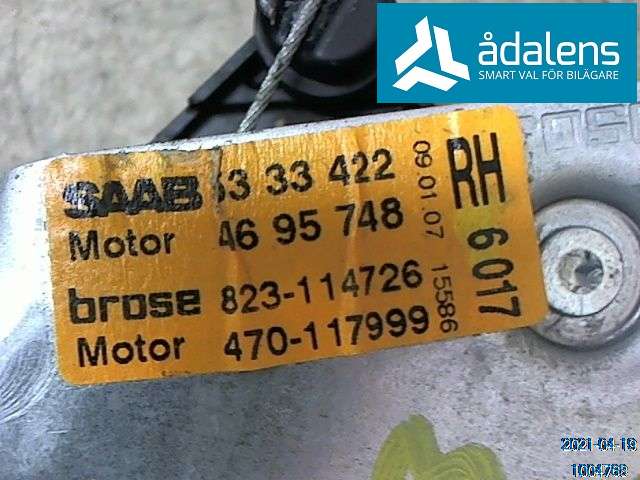 ådalens
SMART VAL FÖR BILÄGARE
SAAB 33 422
Motor 46 95 748
brose 823-114726
Motor 470-117999
09.01.07 15586
RH 6017
2021-04-19
1004768